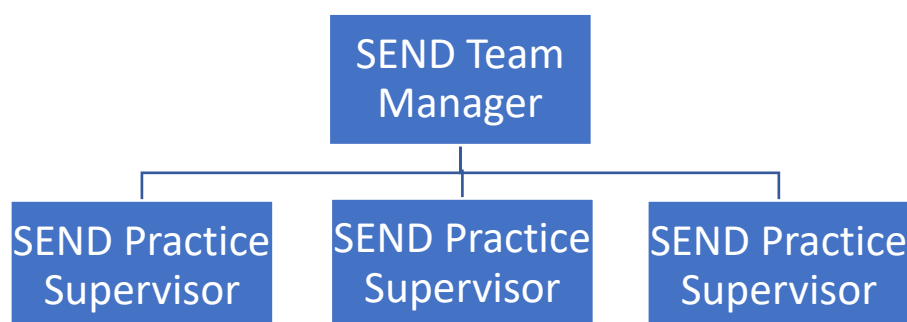 SEND Team
Manager
SEND Practice
Supervisor
SEND Practice
Supervisor
SEND Practice
Supervisor